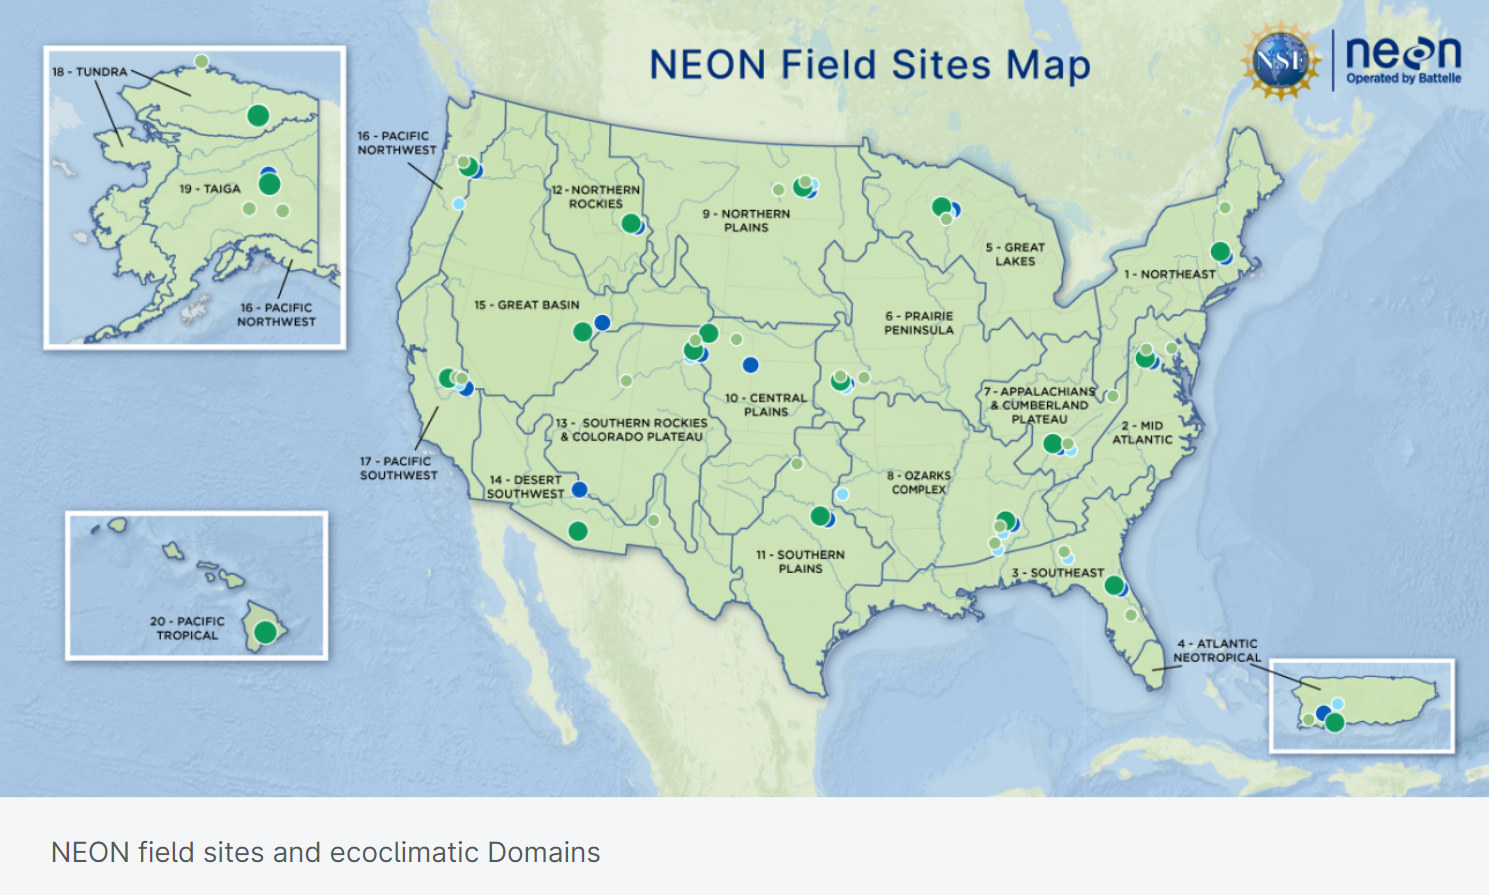 NEON Field Sites Map
NSF
neon
Operated by Battelle
18 - TUNDRA
19 - TAIGA
16 - PACIFIC
NORTHWEST
16 - PACIFIC
NORTHWEST
12 - NORTHERN
ROCKIES
9 - NORTHERN
PLAINS
5 - GREAT
LAKES
1 - NORTHEAST
15 - GREAT BASIN
6 - PRAIRIE
PENINSULA
10 - CENTRAL
PLAINS
7 - APPALACHIANS
& CUMBERLAND
PLATEAU
2 - MID
ATLANTIC
13 - SOUTHERN ROCKIES
& COLORADO PLATEAU
17 - PACIFIC
SOUTHWEST
14 - DESERT
SOUTHWEST
8 - OZARKS
COMPLEX
11 - SOUTHERN
PLAINS
3 - SOUTHEAST
20 - PACIFIC
TROPICAL
4 - ATLANTIC
NEOTROPICAL
NEON field sites and ecoclimatic Domains